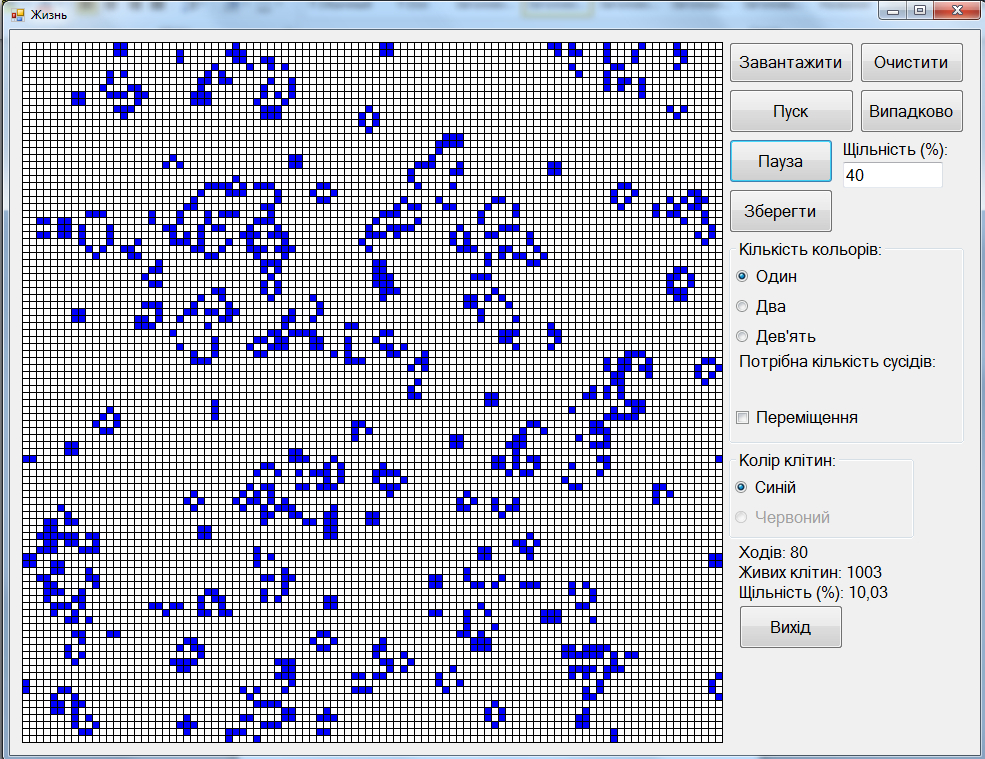 Жизнь
Завантажити
Очистити
Пуск
Випадково
Пауза
Щільність (%):
40
Зберегти
Кількість кольорів:
Один
Два
Дев'ять
Потрібна кількість сусідів:
Переміщення
Колір клітин:
Синій
Червоний
Ходів: 80
Живих клітин: 1003
Щільність (%): 10,03
Вихід